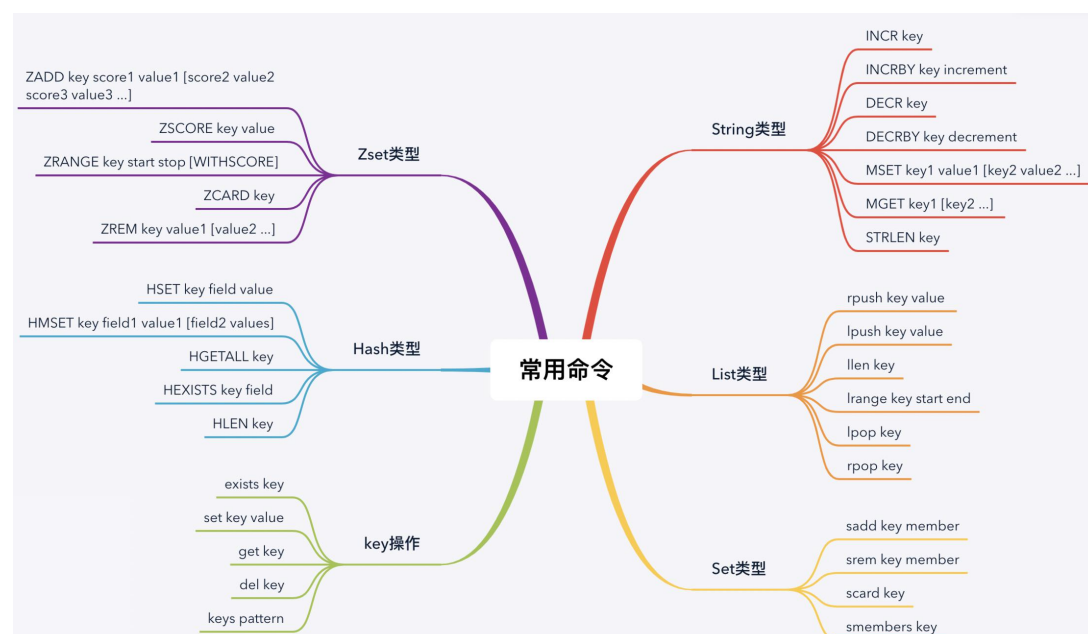 常用命令
String类型
INCR key
INCRBY key increment
DECR key
DECRBY key decrement
MSET key1 value1 [key2 value2 ...]
MGET key1 [key2 ...]
STRLEN key
List类型
rpush key value
lpush key value
llen key
lrange key start end
lpop key
rpop key
Set类型
sadd key member
srem key member
scard key
smembers key
Zset类型
ZADD key score1 value1 [score2 value2
score3 value3 ...]
ZSCORE key value
ZRANGE key start stop [WITHSCORE]
ZCARD key
ZREM key value1 [value2 ...]
Hash类型
HSET key field value
HMSET key field1 value1 [field2 values]
HGETALL key
HEXISTS key field
HLEN key
key操作
exists key
set key value
get key
del key
keys pattern